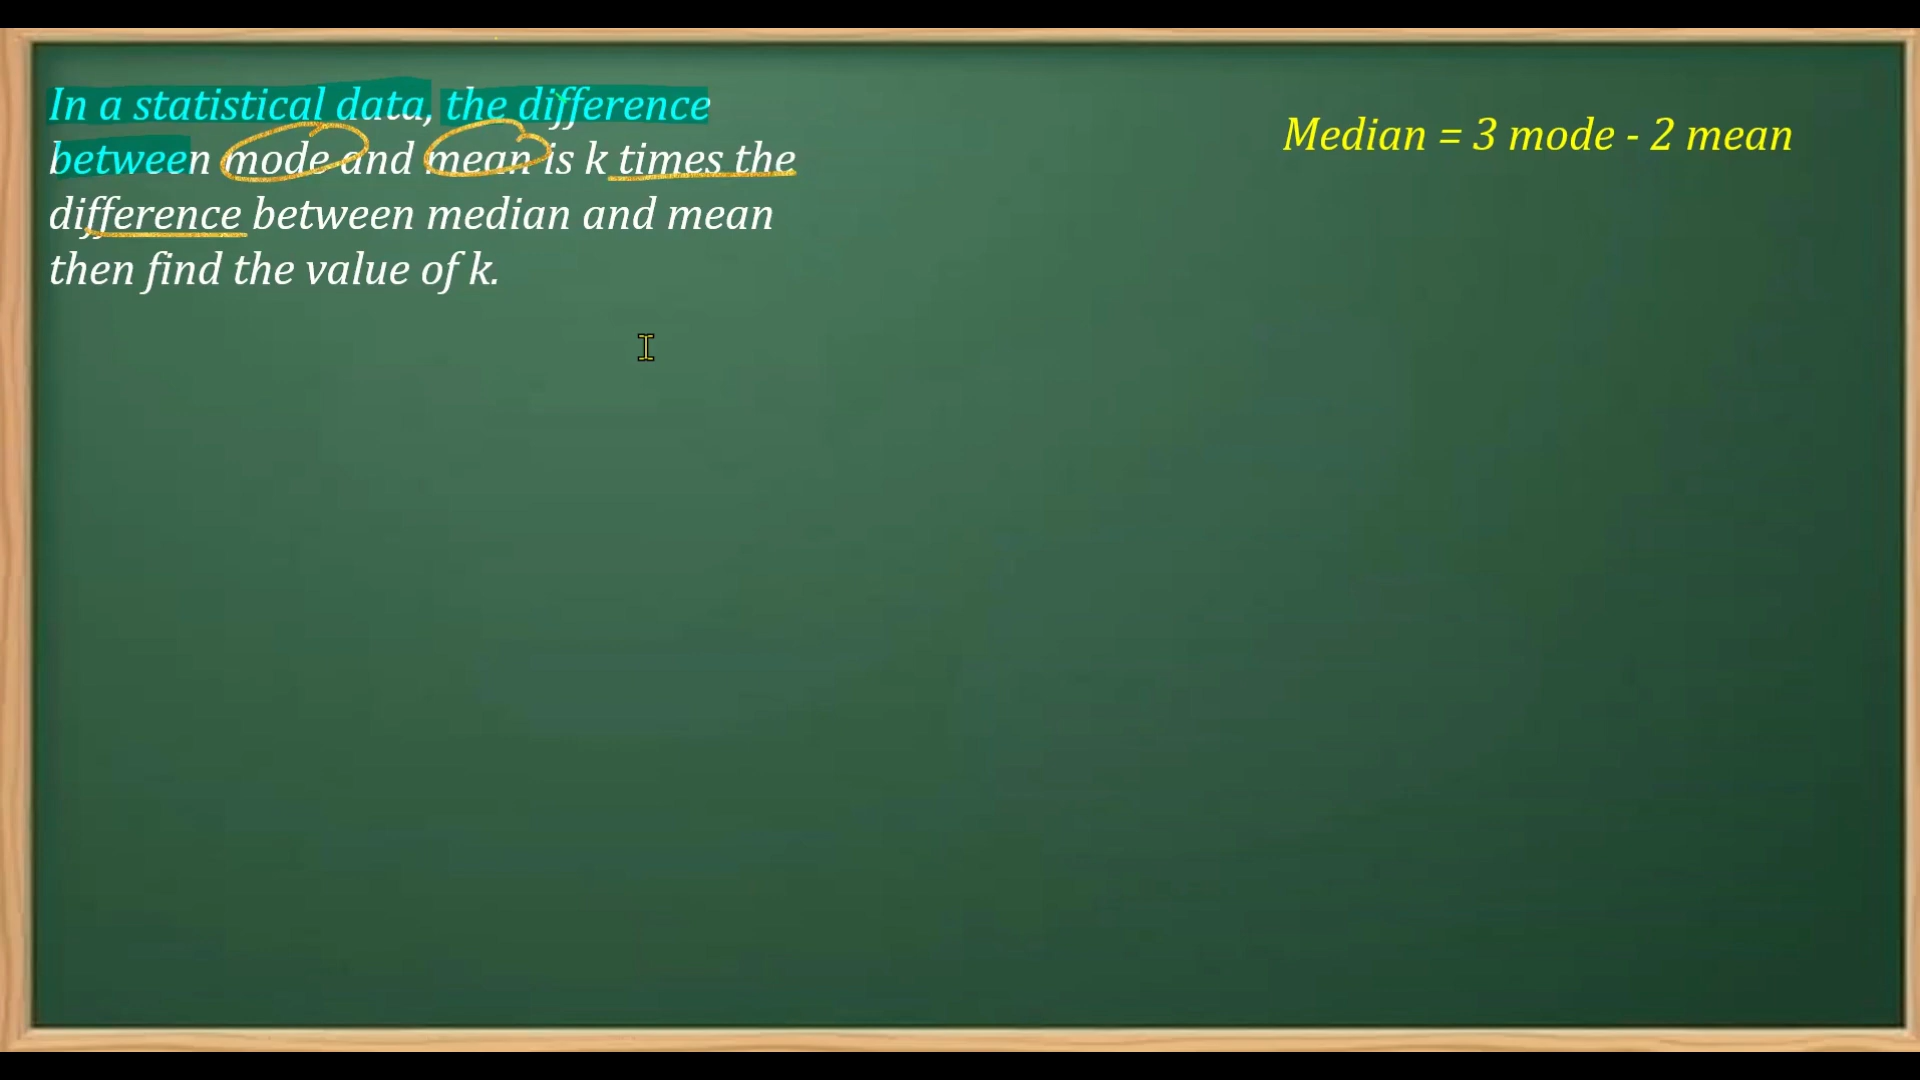 In a statistical data, the difference
between mode and mean is k times the
difference between median and mean
then find the value of k.
Median = 3 mode - 2 mean